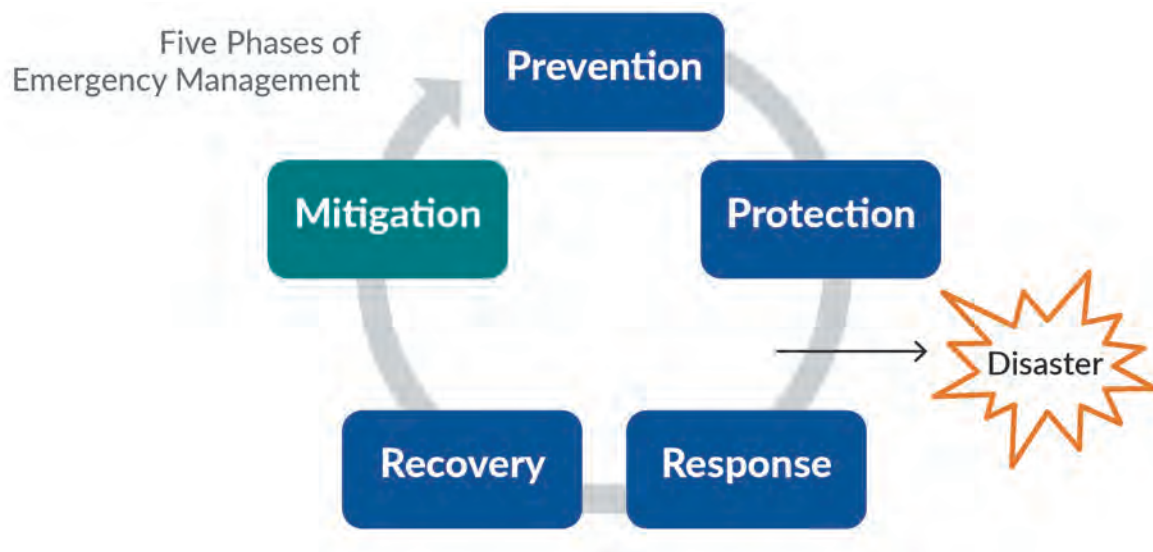 Five Phases of
Emergency Management
Prevention
Protection
Disaster
Response
Recovery
Mitigation